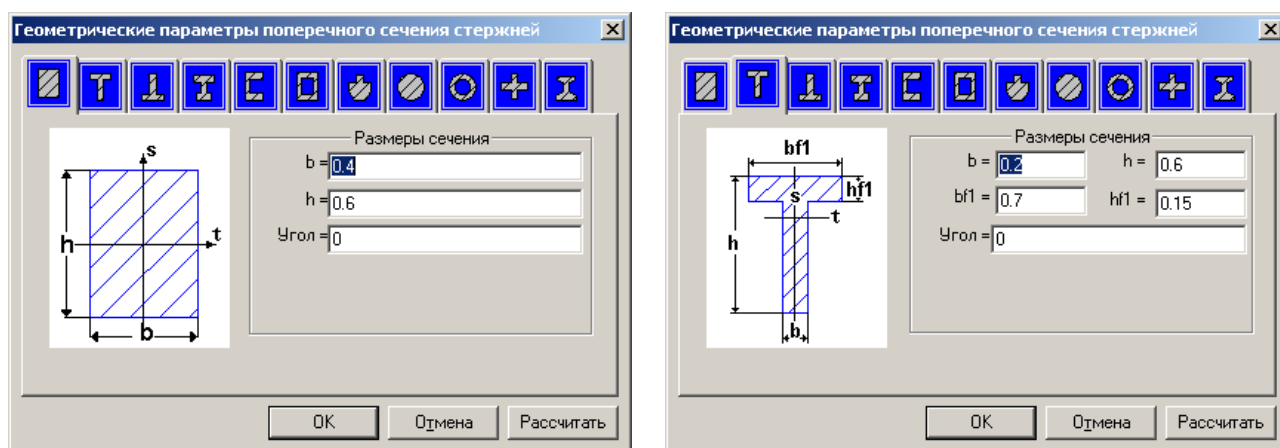 Геометрические параметры поперечного сечения стержней
Размеры сечения
s
h
t
b
b = 0.4
h = 0.6
Угол = 0
OK
Отмена
Рассчитать
Геометрические параметры поперечного сечения стержней
Размеры сечения
bf1
hf1
s
t
h
b
b = 0.2 h = 0.6
bf1 = 0.7 hf1 = 0.15
Угол = 0
OK
Отмена
Рассчитать